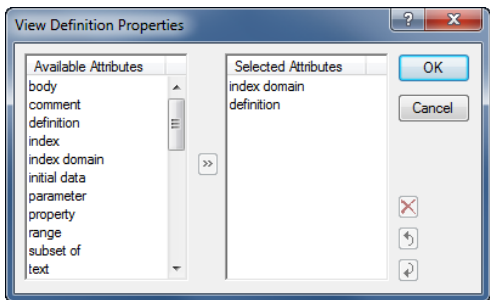 View Definition Properties
Available Attributes
body
comment
definition
index
index domain
initial data
parameter
property
range
subset of
text
Selected Attributes
index domain
definition
OK
Cancel